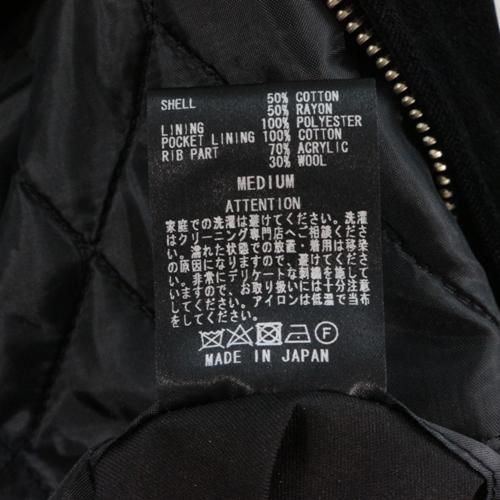 SHELL 50% COTTON
50% RAYON
LINING 100% POLYESTER
POCKET LINING 100% COTTON
RIB PART 70% ACRYLIC
30% WOOL
MEDIUM
ATTENTION
家庭での洗濯は避けてください。洗濯
はクリーニング専門店へご相談くださ
い。濡れた状態での放置・着用は移染
の原因になりますので、避けてくださ
い。非常にデリケートな刺繍を施して
いますので、お取り扱いには十分注意
してください。アイロンは低温で当布
をしてください。
F
MADE IN JAPAN